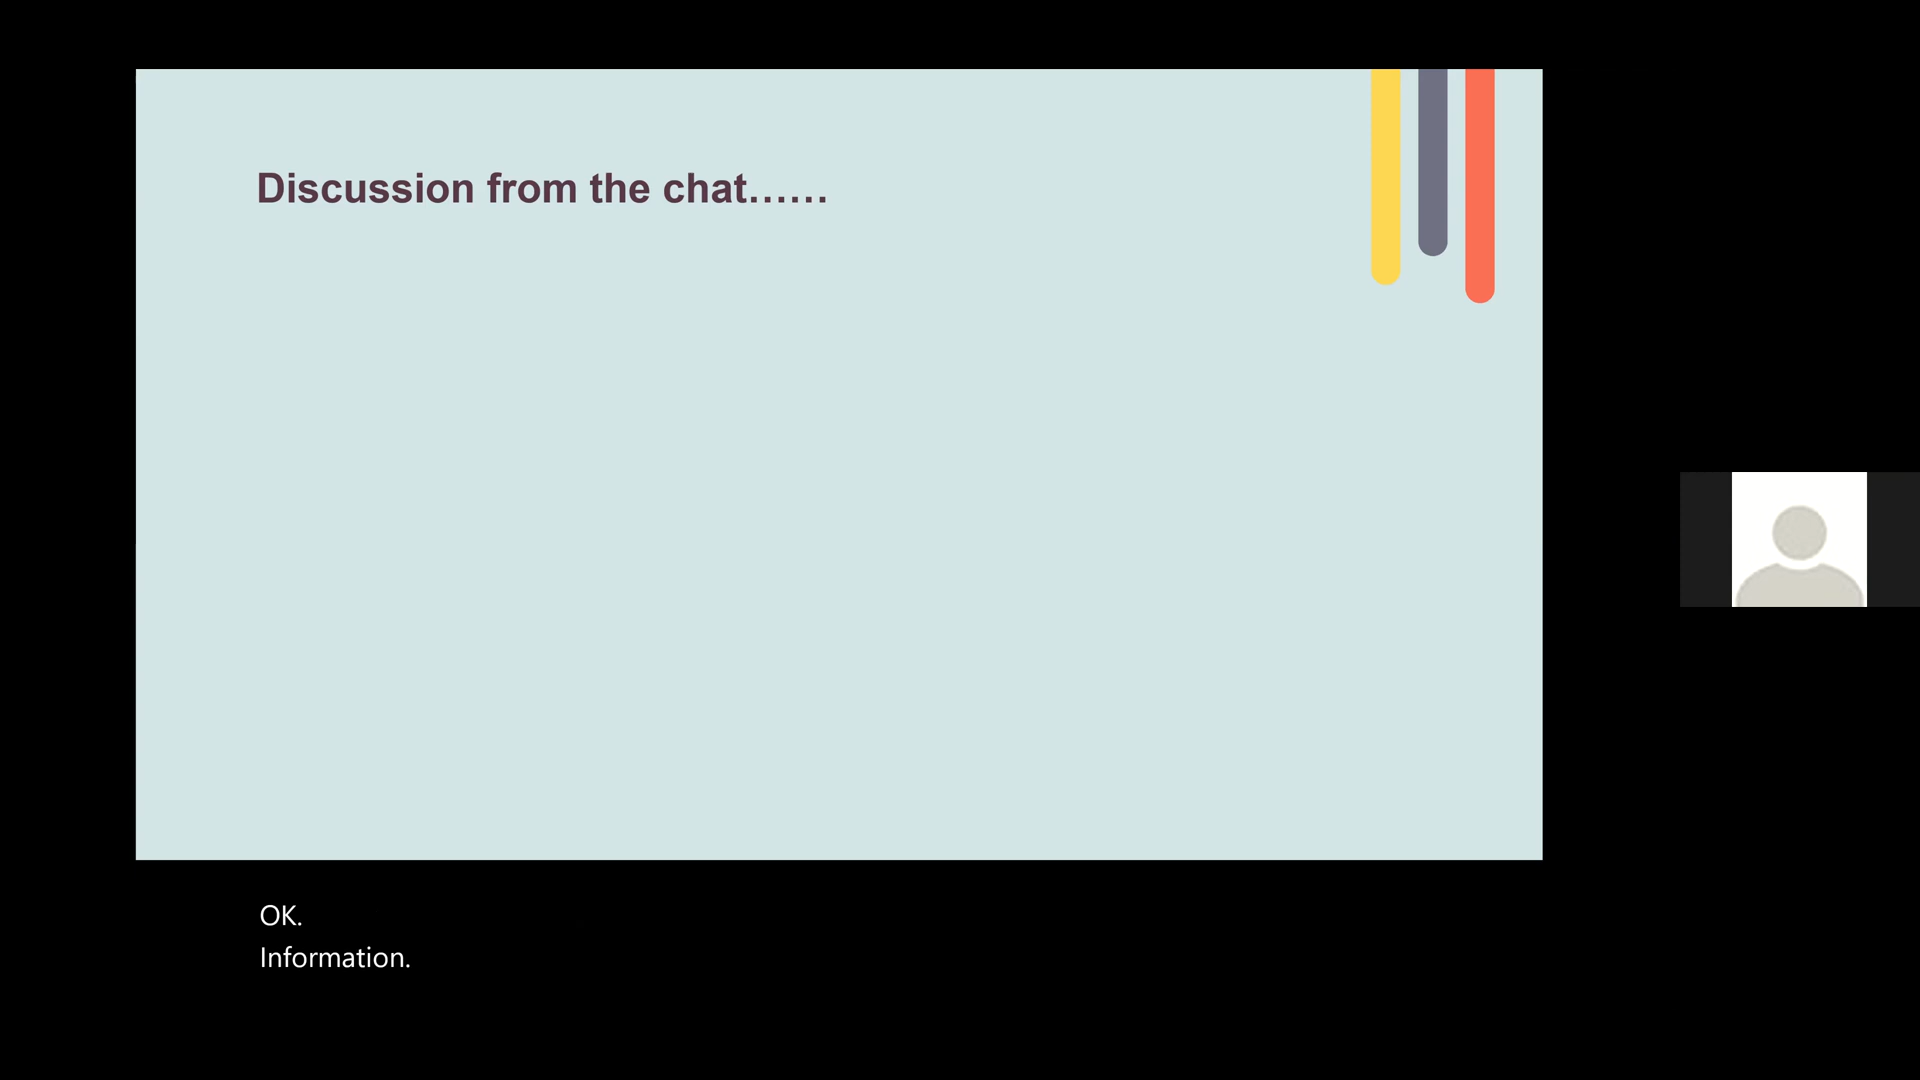 Discussion from the chat……
OK.
Information.